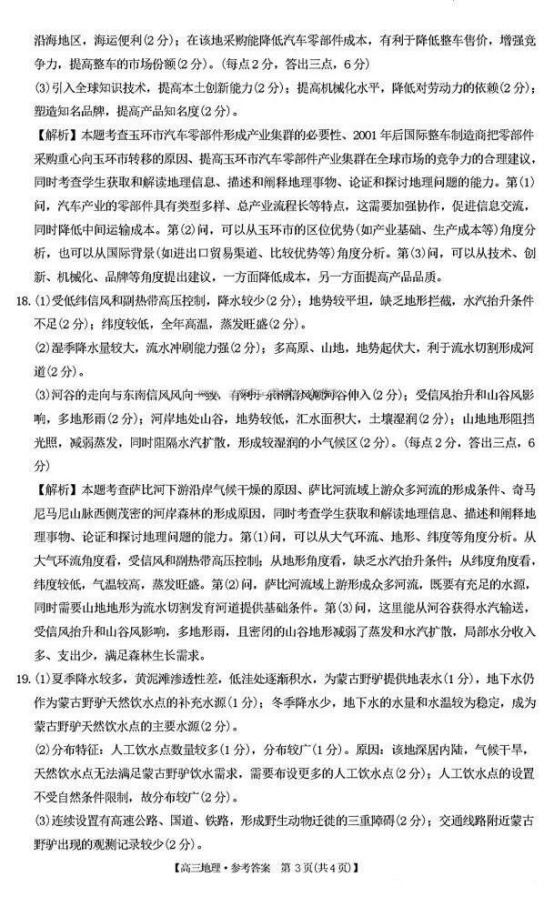 沿海地区，海运便利(2分)；在该地采购能降低汽车零部件成本，有利于降低整车售价，增强竞
争力，提高整车的市场份额(2分)。(每点2分，答出三点，6分)
(3)引入全球知识技术，提高本土创新能力(2分)；提高机械化水平，降低对劳动力的依赖(2分)；
塑造知名品牌，提高产品知名度(2分)。
【解析】本题考查玉环市汽车零部件形成产业集群的必要性、2001年后国际整车制造商把零部件
采购重心向玉环市转移的原因、提高玉环市汽车零部件产业集群在全球市场的竞争力的合理建议，
同时考查学生获取和解读地理信息、描述和阐释地理事物、论证和探讨地理问题的能力。第(1)
问，汽车产业的零部件具有类型多样、总产业流程长等特点，这需要加强协作，促进信息交流，
同时降低中间运输成本。第(2)问，可以从玉环市的区位优势(如产业基础、生产成本等)角度分
析，也可以从国际背景(如进出口贸易渠道、比较优势等)角度分析。第(3)问，可以从技术、创
新、机械化、品牌等角度提出建议，一方面降低成本，另一方面提高产品品质。
18.(1)受低纬信风和副热带高压控制，降水较少(2分)；地势较平坦，缺乏地形拦截，水汽抬升条件
不足(2分)；纬度较低，全年高温，蒸发旺盛(2分)。
(2)湿季降水量较大，流水冲刷能力强(2分)；多高原、山地，地势起伏大，利于流水切割形成河
道(2分)。
(3)河谷的走向与东南信风风向一致，有利于东南信风顺河谷伸入(2分)；受信风抬升和山谷风影
响，多地形雨(2分)；河岸地处山谷，地势较低，汇水面积大，土壤湿润(2分)；山地地形阻挡
光照，减弱蒸发，同时阻隔水汽扩散，形成较湿润的小气候区(2分)。(每点2分，答出三点，6
分)
【解析】本题考查萨比河下游沿岸气候干燥的原因、萨比河流域上游众多河流的形成条件、奇马
尼马尼山脉西侧茂密的河岸森林的形成原因，同时考查学生获取和解读地理信息、描述和阐释地
理事物、论证和探讨地理问题的能力。第(1)问，可以从大气环流、地形、纬度等角度分析。从
大气环流角度看，受信风和副热带高压控制；从地形角度看，缺乏水汽抬升条件；从纬度角度看，
纬度较低，气温较高，蒸发旺盛。第(2)问，萨比河流域上游形成众多河流，既要有充足的水源，
同时需要山地地形为流水切割发育河道提供基础条件。第(3)问，这里能从河谷获得水汽输送，
受信风抬升和山谷风影响，多地形雨，且密闭的山谷地形减弱了蒸发和水汽扩散，局部水分收入
多、支出少，满足森林生长需求。
19.(1)夏季降水较多，黄泥滩渗透性差，低洼处逐渐积水，为蒙古野驴提供地表水(1分)，地下水仍
作为蒙古野驴天然饮水点的补充水源(1分)；冬季降水少，地下水的水量和水温较为稳定，成为
蒙古野驴天然饮水点的主要水源(2分)。
(2)分布特征：人工饮水点数量较多(1分)，分布较广(1分)。原因：该地深居内陆，气候干旱，
天然饮水点无法满足蒙古野驴饮水需求，需要布设更多的人工饮水点(2分)；人工饮水点的设置
不受自然条件限制，故分布较广(2分)。
(3)连续设置有高速公路、国道、铁路，形成野生动物迁徙的三重障碍(2分)；交通线路附近蒙古
野驴出现的观测记录较少(2分)。
【高三地理·参考答案 第3页(共4页)】